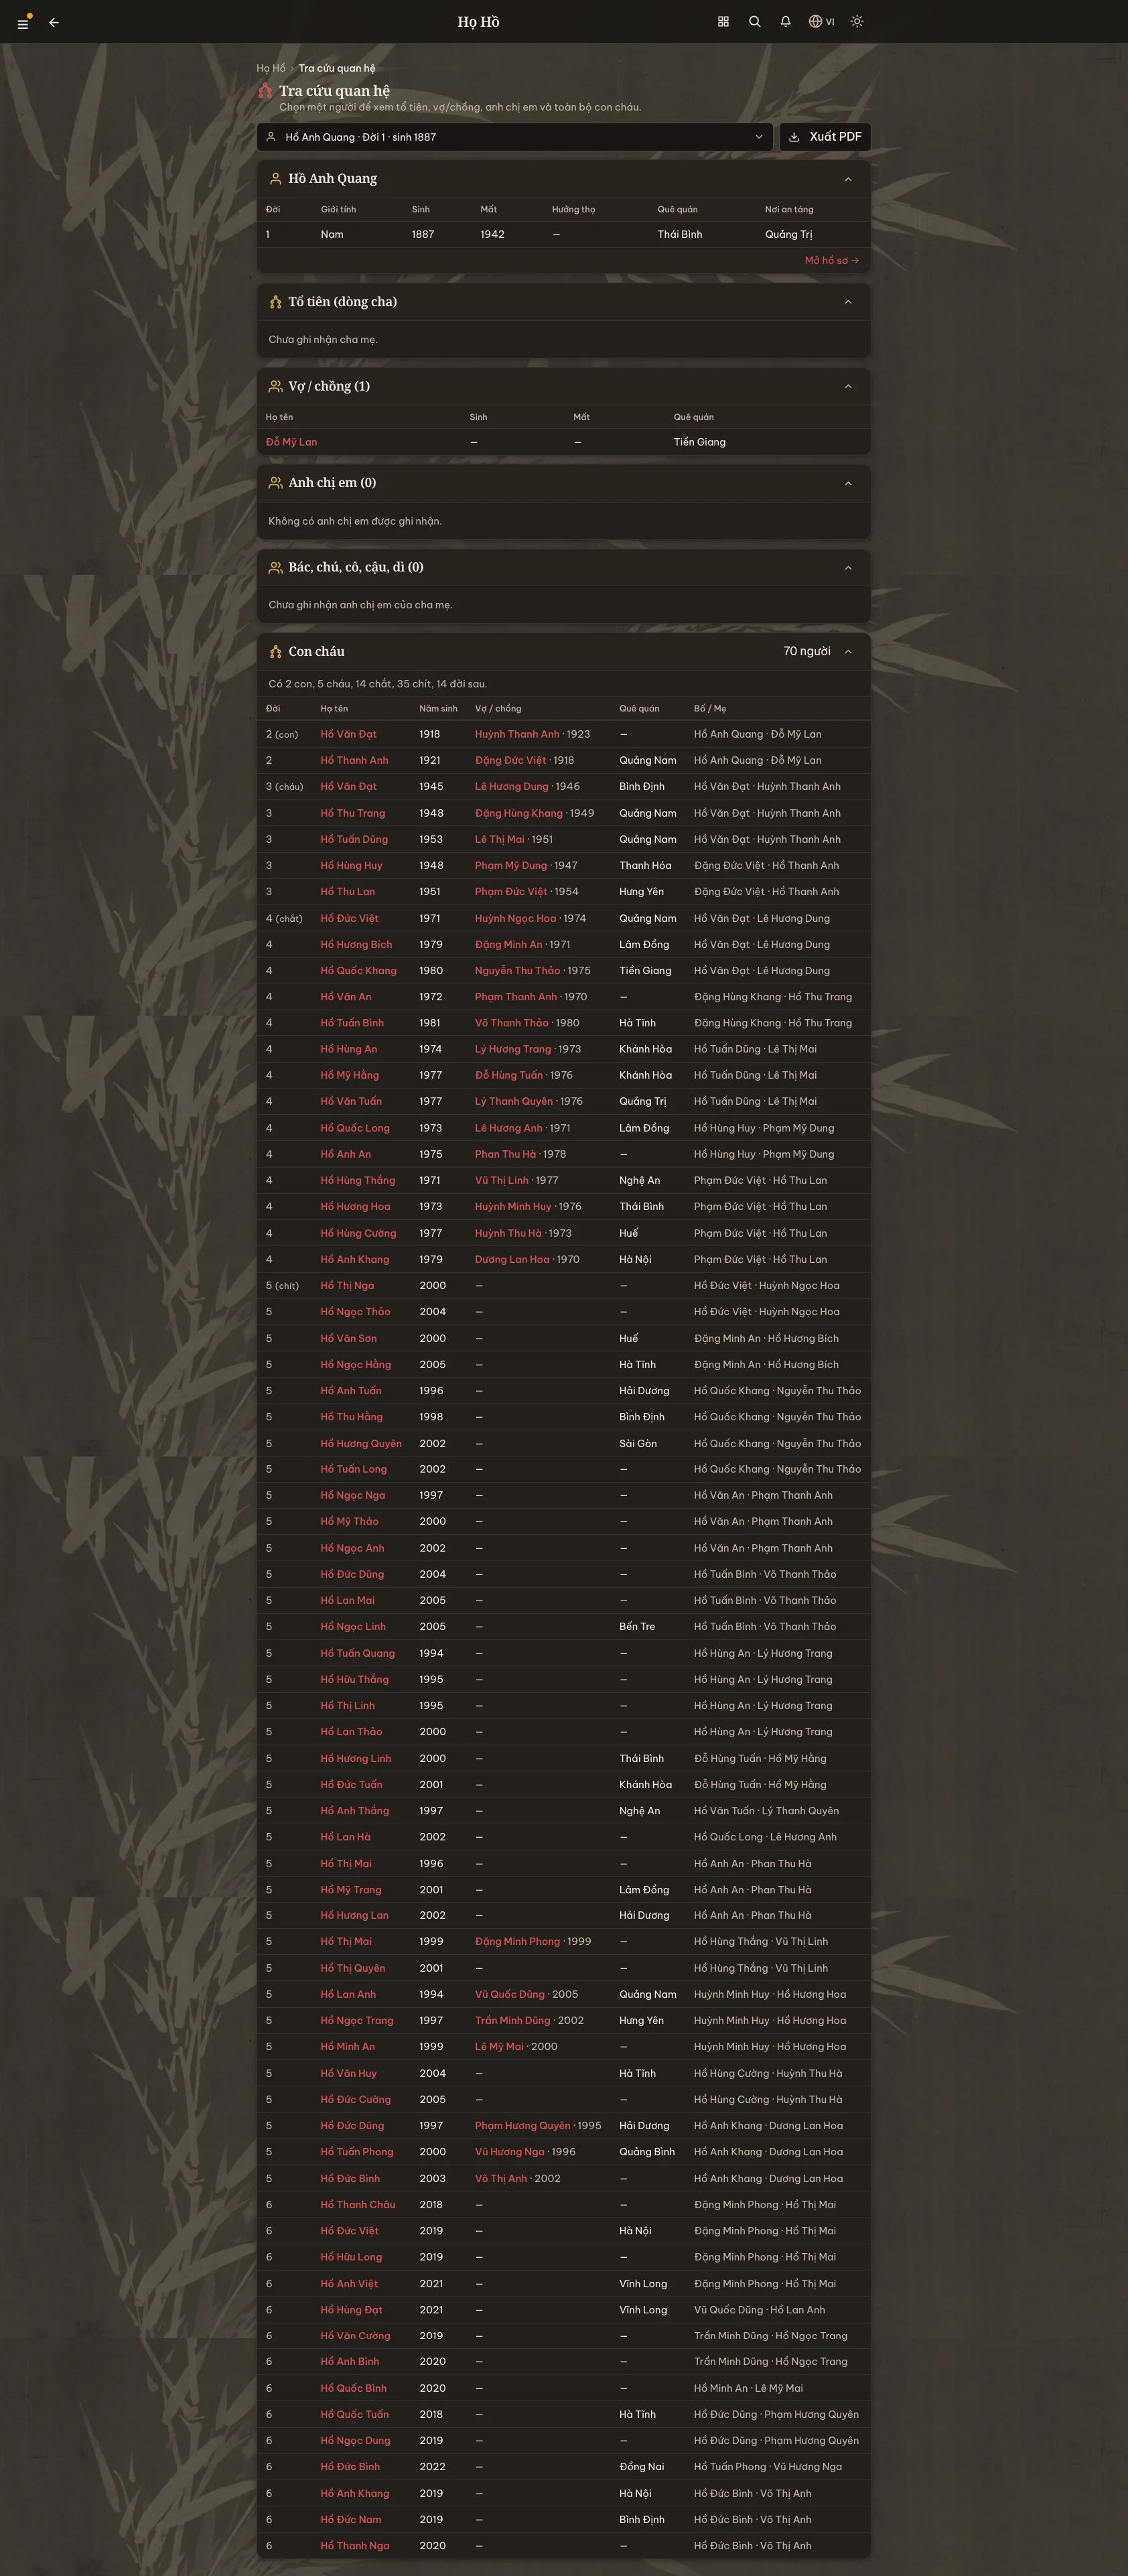 Họ Hồ
VI
Họ Hồ › Tra cứu quan hệ
Tra cứu quan hệ
Chọn một người để xem tổ tiên, vợ/chồng, anh chị em và toàn bộ con cháu.
Hồ Anh Quang · Đời 1 · sinh 1887
Xuất PDF
Hồ Anh Quang
Đời Giới tính Sinh Mất Hưởng thọ Quê quán Nơi an táng
1 Nam 1887 1942 — Thái Bình Quảng Trị
Mở hồ sơ →
Tổ tiên (dòng cha)
Chưa ghi nhận cha mẹ.
Vợ / chồng (1)
Họ tên Sinh Mất Quê quán
Đỗ Mỹ Lan — — Tiền Giang
Anh chị em (0)
Không có anh chị em được ghi nhận.
Bác, chú, cô, cậu, dì (0)
Chưa ghi nhận anh chị em của cha mẹ.
Con cháu 70 người
Có 2 con, 5 cháu, 14 chắt, 35 chít, 14 đời sau.
Đời Họ tên Năm sinh Vợ / chồng Quê quán Bố / Mẹ
2 (con) Hồ Văn Đạt 1918 Huỳnh Thanh Anh · 1923 — Hồ Anh Quang · Đỗ Mỹ Lan
2 Hồ Thanh Anh 1921 Đặng Đức Việt · 1918 Quảng Nam Hồ Anh Quang · Đỗ Mỹ Lan
3 (cháu) Hồ Văn Đạt 1945 Lê Hương Dung · 1946 Bình Định Hồ Văn Đạt · Huỳnh Thanh Anh
3 Hồ Thu Trang 1948 Đặng Hùng Khang · 1949 Quảng Nam Hồ Văn Đạt · Huỳnh Thanh Anh
3 Hồ Tuấn Dũng 1953 Lê Thị Mai · 1951 Quảng Nam Hồ Văn Đạt · Huỳnh Thanh Anh
3 Hồ Hùng Huy 1948 Phạm Mỹ Dung · 1947 Thanh Hóa Đặng Đức Việt · Hồ Thanh Anh
3 Hồ Thu Lan 1951 Phạm Đức Việt · 1954 Hưng Yên Đặng Đức Việt · Hồ Thanh Anh
4 (chắt) Hồ Đức Việt 1971 Huỳnh Ngọc Hoa · 1974 Quảng Nam Hồ Văn Đạt · Lê Hương Dung
4 Hồ Hương Bích 1979 Đặng Minh An · 1971 Lâm Đồng Hồ Văn Đạt · Lê Hương Dung
4 Hồ Quốc Khang 1980 Nguyễn Thu Thảo · 1975 Tiền Giang Hồ Văn Đạt · Lê Hương Dung
4 Hồ Văn An 1972 Phạm Thanh Anh · 1970 — Đặng Hùng Khang · Hồ Thu Trang
4 Hồ Tuấn Bình 1981 Võ Thanh Thảo · 1980 Hà Tĩnh Đặng Hùng Khang · Hồ Thu Trang
4 Hồ Hùng An 1974 Lý Hương Trang · 1973 Khánh Hòa Hồ Tuấn Dũng · Lê Thị Mai
4 Hồ Mỹ Hằng 1977 Đỗ Hùng Tuấn · 1976 Khánh Hòa Hồ Tuấn Dũng · Lê Thị Mai
4 Hồ Văn Tuấn 1977 Lý Thanh Quyên · 1976 Quảng Trị Hồ Tuấn Dũng · Lê Thị Mai
4 Hồ Quốc Long 1973 Lê Hương Anh · 1971 Lâm Đồng Hồ Hùng Huy · Phạm Mỹ Dung
4 Hồ Anh An 1975 Phan Thu Hà · 1978 — Hồ Hùng Huy · Phạm Mỹ Dung
4 Hồ Hùng Thắng 1971 Vũ Thị Linh · 1977 Nghệ An Phạm Đức Việt · Hồ Thu Lan
4 Hồ Hương Hoa 1973 Huỳnh Minh Huy · 1976 Thái Bình Phạm Đức Việt · Hồ Thu Lan
4 Hồ Hùng Cường 1977 Huỳnh Thu Hà · 1973 Huế Phạm Đức Việt · Hồ Thu Lan
4 Hồ Anh Khang 1979 Dương Lan Hoa · 1970 Hà Nội Phạm Đức Việt · Hồ Thu Lan
5 (chít) Hồ Thị Nga 2000 — — Hồ Đức Việt · Huỳnh Ngọc Hoa
5 Hồ Ngọc Thảo 2004 — — Hồ Đức Việt · Huỳnh Ngọc Hoa
5 Hồ Văn Sơn 2000 — Huế Đặng Minh An · Hồ Hương Bích
5 Hồ Ngọc Hằng 2005 — Hà Tĩnh Đặng Minh An · Hồ Hương Bích
5 Hồ Anh Tuấn 1996 — Hải Dương Hồ Quốc Khang · Nguyễn Thu Thảo
5 Hồ Thu Hằng 1998 — Bình Định Hồ Quốc Khang · Nguyễn Thu Thảo
5 Hồ Hương Quyên 2002 — Sài Gòn Hồ Quốc Khang · Nguyễn Thu Thảo
5 Hồ Tuấn Long 2002 — — Hồ Quốc Khang · Nguyễn Thu Thảo
5 Hồ Ngọc Nga 1997 — — Hồ Văn An · Phạm Thanh Anh
5 Hồ Mỹ Thảo 2000 — — Hồ Văn An · Phạm Thanh Anh
5 Hồ Ngọc Anh 2002 — — Hồ Văn An · Phạm Thanh Anh
5 Hồ Đức Dũng 2004 — — Hồ Tuấn Bình · Võ Thanh Thảo
5 Hồ Lan Mai 2005 — — Hồ Tuấn Bình · Võ Thanh Thảo
5 Hồ Ngọc Linh 2005 — Bến Tre Hồ Tuấn Bình · Võ Thanh Thảo
5 Hồ Tuấn Quang 1994 — — Hồ Hùng An · Lý Hương Trang
5 Hồ Hữu Thắng 1995 — — Hồ Hùng An · Lý Hương Trang
5 Hồ Thị Linh 1995 — — Hồ Hùng An · Lý Hương Trang
5 Hồ Lan Thảo 2000 — — Hồ Hùng An · Lý Hương Trang
5 Hồ Hương Linh 2000 — Thái Bình Đỗ Hùng Tuấn · Hồ Mỹ Hằng
5 Hồ Đức Tuấn 2001 — Khánh Hòa Đỗ Hùng Tuấn · Hồ Mỹ Hằng
5 Hồ Anh Thắng 1997 — Nghệ An Hồ Văn Tuấn · Lý Thanh Quyên
5 Hồ Lan Hà 2002 — — Hồ Quốc Long · Lê Hương Anh
5 Hồ Thị Mai 1996 — — Hồ Anh An · Phan Thu Hà
5 Hồ Mỹ Trang 2001 — Lâm Đồng Hồ Anh An · Phan Thu Hà
5 Hồ Hương Lan 2002 — Hải Dương Hồ Anh An · Phan Thu Hà
5 Hồ Thị Mai 1999 Đặng Minh Phong · 1999 — Hồ Hùng Thắng · Vũ Thị Linh
5 Hồ Thị Quyên 2001 — — Hồ Hùng Thắng · Vũ Thị Linh
5 Hồ Lan Anh 1994 Vũ Quốc Dũng · 2005 Quảng Nam Huỳnh Minh Huy · Hồ Hương Hoa
5 Hồ Ngọc Trang 1997 Trần Minh Dũng · 2002 Hưng Yên Huỳnh Minh Huy · Hồ Hương Hoa
5 Hồ Minh An 1999 Lê Mỹ Mai · 2000 — Huỳnh Minh Huy · Hồ Hương Hoa
5 Hồ Văn Huy 2004 — Hà Tĩnh Hồ Hùng Cường · Huỳnh Thu Hà
5 Hồ Đức Cường 2005 — — Hồ Hùng Cường · Huỳnh Thu Hà
5 Hồ Đức Dũng 1997 Phạm Hương Quyên · 1995 Hải Dương Hồ Anh Khang · Dương Lan Hoa
5 Hồ Tuấn Phong 2000 Vũ Hương Nga · 1996 Quảng Bình Hồ Anh Khang · Dương Lan Hoa
5 Hồ Đức Bình 2003 Võ Thị Anh · 2002 — Hồ Anh Khang · Dương Lan Hoa
6 Hồ Thanh Châu 2018 — — Đặng Minh Phong · Hồ Thị Mai
6 Hồ Đức Việt 2019 — Hà Nội Đặng Minh Phong · Hồ Thị Mai
6 Hồ Hữu Long 2019 — — Đặng Minh Phong · Hồ Thị Mai
6 Hồ Anh Việt 2021 — Vĩnh Long Đặng Minh Phong · Hồ Thị Mai
6 Hồ Hùng Đạt 2021 — Vĩnh Long Vũ Quốc Dũng · Hồ Lan Anh
6 Hồ Văn Cường 2019 — — Trần Minh Dũng · Hồ Ngọc Trang
6 Hồ Anh Bình 2020 — — Trần Minh Dũng · Hồ Ngọc Trang
6 Hồ Quốc Bình 2020 — — Hồ Minh An · Lê Mỹ Mai
6 Hồ Quốc Tuấn 2018 — Hà Tĩnh Hồ Đức Dũng · Phạm Hương Quyên
6 Hồ Ngọc Dung 2019 — — Hồ Đức Dũng · Phạm Hương Quyên
6 Hồ Đức Bình 2022 — Đồng Nai Hồ Tuấn Phong · Vũ Hương Nga
6 Hồ Anh Khang 2019 — Hà Nội Hồ Đức Bình · Võ Thị Anh
6 Hồ Đức Nam 2019 — Bình Định Hồ Đức Bình · Võ Thị Anh
6 Hồ Thanh Nga 2020 — — Hồ Đức Bình · Võ Thị Anh